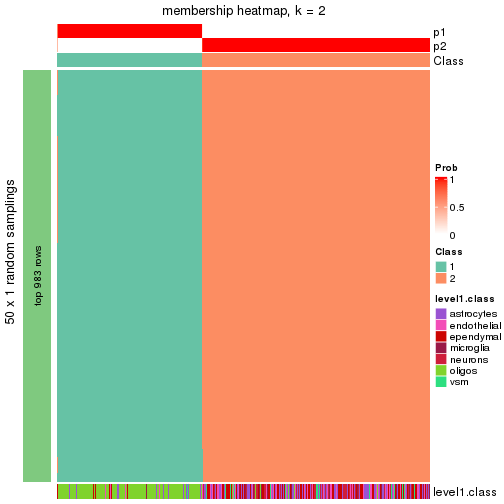 membership heatmap, k = 2
p1
p2
Class
50 x 1 random samplings
top 983 rows
Prob
1
0.5
0
Class
1
2
level1.class
astrocytes
endothelial
ependymal
microglia
neurons
oligos
vsm
level1.class